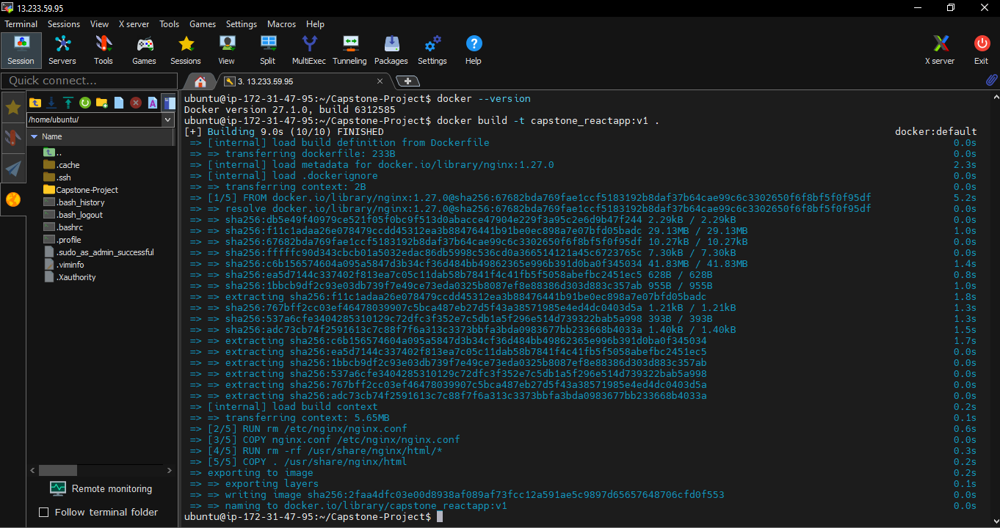 13.233.59.95
Terminal Sessions View X server Tools Games Settings Macros Help
Session Servers Tools Games Sessions View Split MultiExec Tunneling Packages Settings Help X server Exit
Quick connect...
3. 13.233.59.95
/home/ubuntu/
Name
..
.cache
.ssh
Capstone-Project
.bash_history
.bash_logout
.bashrc
.profile
.sudo_as_admin_successful
.viminfo
.Xauthority
Remote monitoring
Follow terminal folder
ubuntu@ip-172-31-47-95:~/Capstone-Project$ docker --version
Docker version 27.1.0, build 6312585
ubuntu@ip-172-31-47-95:~/Capstone-Project$ docker build -t capstone_reactapp:v1 .
[+] Building 9.0s (10/10) FINISHED docker:default
=> [internal] load build definition from Dockerfile 0.0s
=> => transferring dockerfile: 233B 0.0s
=> [internal] load metadata for docker.io/library/nginx:1.27.0 2.3s
=> [internal] load .dockerignore 0.0s
=> => transferring context: 2B 0.0s
=> [1/5] FROM docker.io/library/nginx:1.27.0@sha256:67682bda769fae1ccf5183192b8daf37b64cae99c6c3302650f6f8bf5f0f95df 5.2s
=> => resolve docker.io/library/nginx:1.27.0@sha256:67682bda769fae1ccf5183192b8daf37b64cae99c6c3302650f6f8bf5f0f95df 0.0s
=> => sha256:db5e49f40979ce521f05f0bc9f513d0abacce47904e229f3a95c2e6d9b47f244 2.29kB / 2.29kB 0.0s
=> => sha256:f11c1adaa26e078479ccdd45312ea3b88476441b91be0ec898a7e07bfd05badc 29.13MB / 29.13MB 1.0s
=> => sha256:67682bda769fae1ccf5183192b8daf37b64cae99c6c3302650f6f8bf5f0f95df 10.27kB / 10.27kB 0.0s
=> => sha256:fffffc90d343cbcb01a5032edac86db5998c536cd0a366514121a45c6723765c 7.30kB / 7.30kB 0.0s
=> => sha256:c6b156574604a095a5847d3b34cf36d484bb49862365e996b391d0ba0f345034 41.83MB / 41.83MB 1.4s
=> => sha256:ea5d7144c337402f813ea7c05c11dab58b7841f4c41fb5f5058abefbc2451ec5 628B / 628B 0.8s
=> => sha256:1bbcb9df2c93e03db739f7e49ce73eda0325b8087ef8e88386d303d883c357ab 955B / 955B 1.0s
=> => extracting sha256:f11c1adaa26e078479ccdd45312ea3b88476441b91be0ec898a7e07bfd05badc 1.8s
=> => sha256:767bff2cc03ef46478039907c5bca487eb27d5f43a38571985e4ed4dc0403d5a 1.21kB / 1.21kB 1.3s
=> => sha256:537a6cfe3404285310129c72dfc3f352e7c5db1a5f296e514d739322bab5a998 393B / 393B 1.3s
=> => sha256:adc73cb74f2591613c7c88f7f6a313c3373bbfa3bda0983677bb233668b4033a 1.40kB / 1.40kB 1.5s
=> => extracting sha256:c6b156574604a095a5847d3b34cf36d484bb49862365e996b391d0ba0f345034 1.7s
=> => extracting sha256:ea5d7144c337402f813ea7c05c11dab58b7841f4c41fb5f5058abefbc2451ec5 0.0s
=> => extracting sha256:1bbcb9df2c93e03db739f7e49ce73eda0325b8087ef8e88386d303d883c357ab 0.0s
=> => extracting sha256:537a6cfe3404285310129c72dfc3f352e7c5db1a5f296e514d739322bab5a998 0.0s
=> => extracting sha256:767bff2cc03ef46478039907c5bca487eb27d5f43a38571985e4ed4dc0403d5a 0.0s
=> => extracting sha256:adc73cb74f2591613c7c88f7f6a313c3373bbfa3bda0983677bb233668b4033a 0.0s
=> [internal] load build context 0.2s
=> => transferring context: 5.65MB 0.1s
=> [2/5] RUN rm /etc/nginx/nginx.conf 0.6s
=> [3/5] COPY nginx.conf /etc/nginx/nginx.conf 0.0s
=> [4/5] RUN rm -rf /usr/share/nginx/html/* 0.3s
=> [5/5] COPY . /usr/share/nginx/html 0.2s
=> exporting to image 0.2s
=> => exporting layers 0.1s
=> => writing image sha256:2faa4dfc03e00d8938af089af73fcc12a591ae5c9897d65657648706cfd0f553 0.0s
=> => naming to docker.io/library/capstone_reactapp:v1 0.0s
ubuntu@ip-172-31-47-95:~/Capstone-Project$